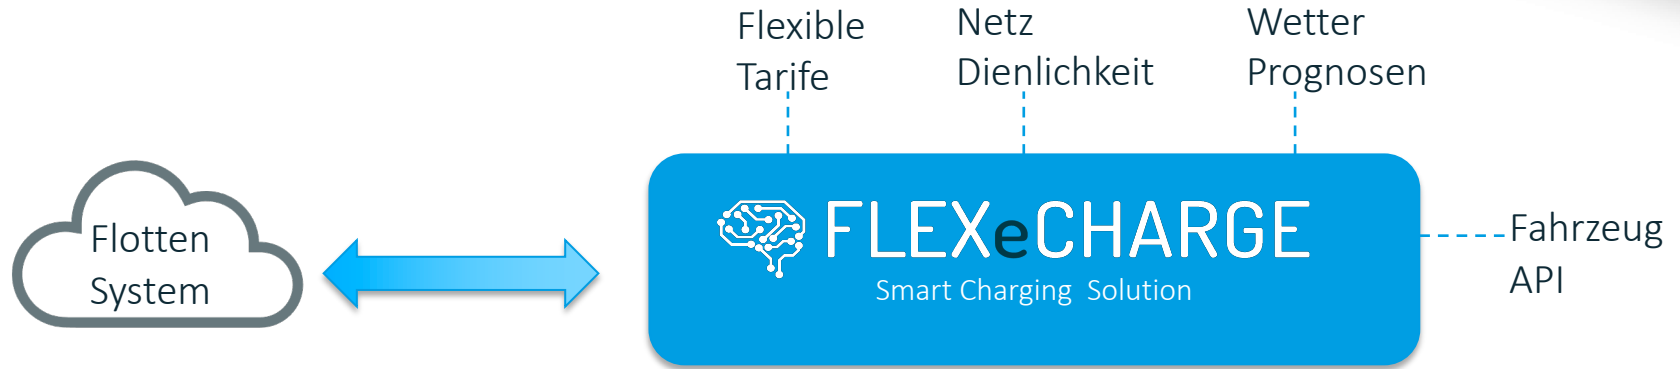 Flexible
Tarife
Netz
Dienlichkeit
Wetter
Prognosen
Flotten
System
FLEXeCHARGE
Smart Charging Solution
Fahrzeug
API